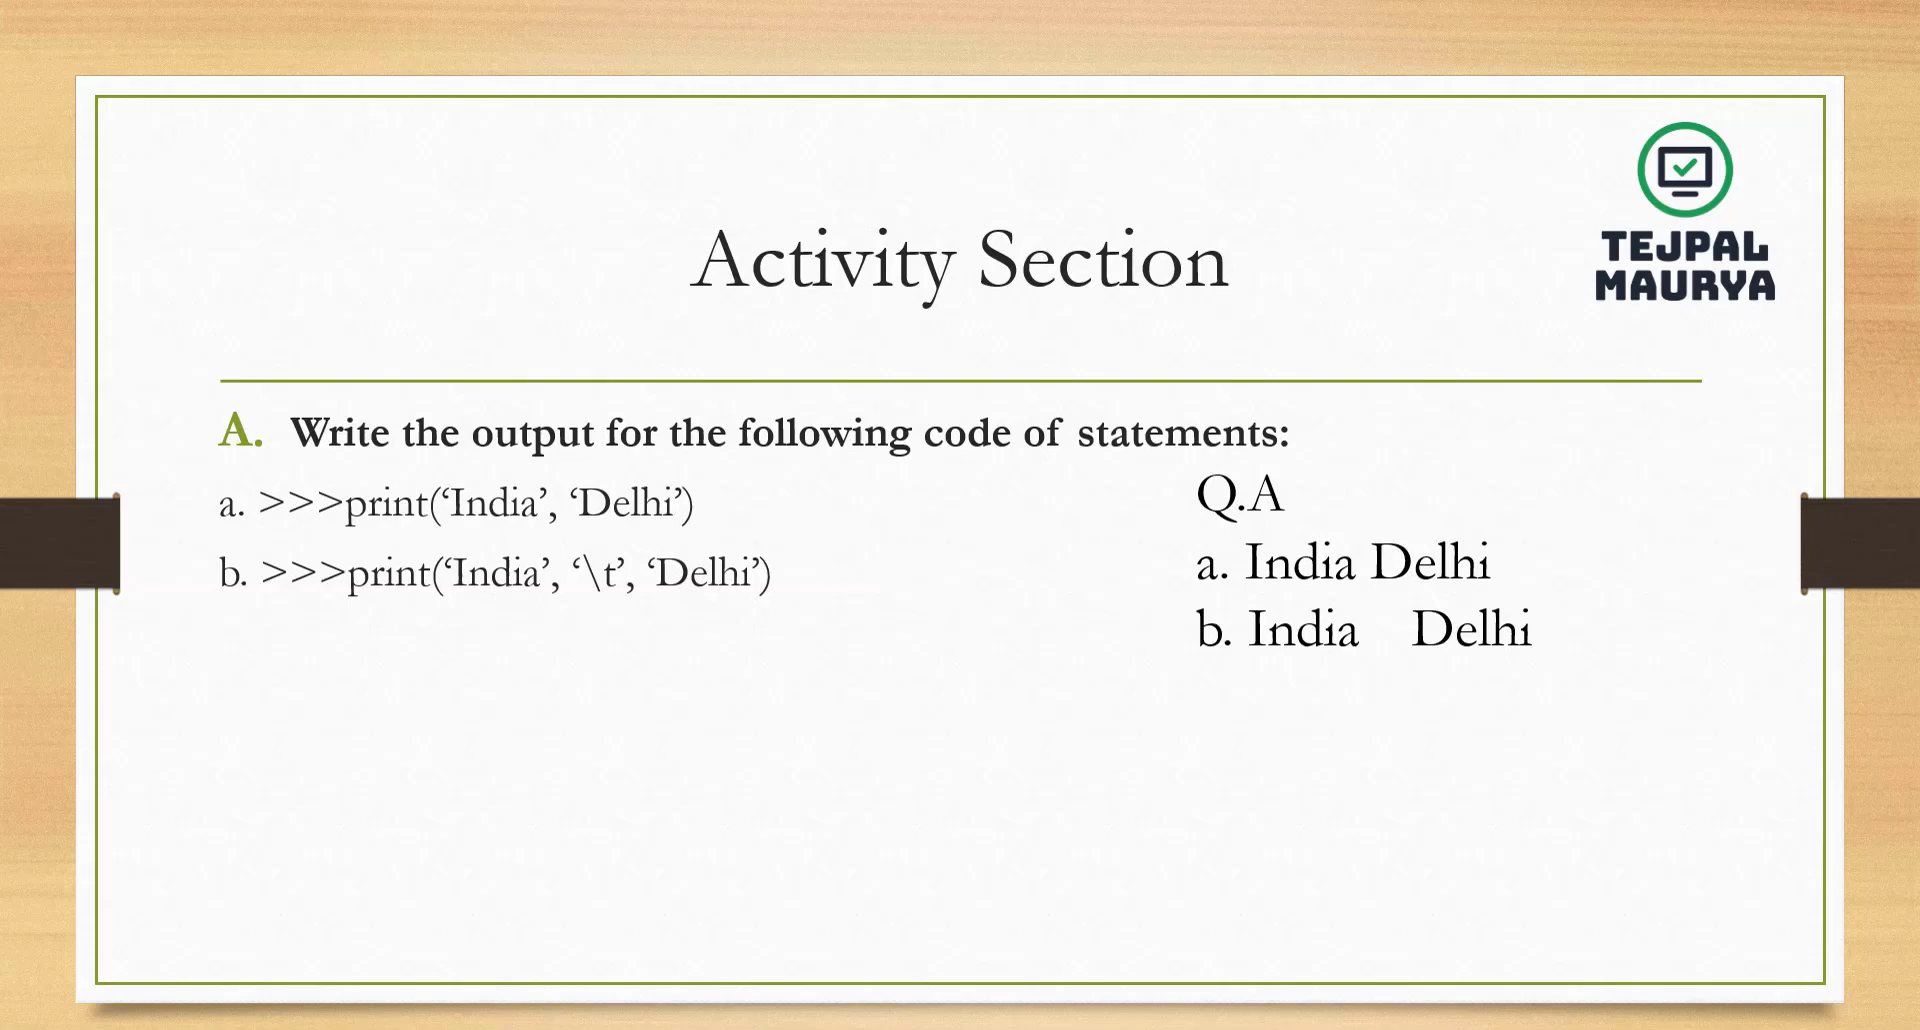 TEJPAL
MAURYA
Activity Section
A. Write the output for the following code of statements:
a. >>>print(‘India’, ‘Delhi’)
b. >>>print(‘India’, ‘\t’, ‘Delhi’)
Q.A
a. India Delhi
b. India    Delhi